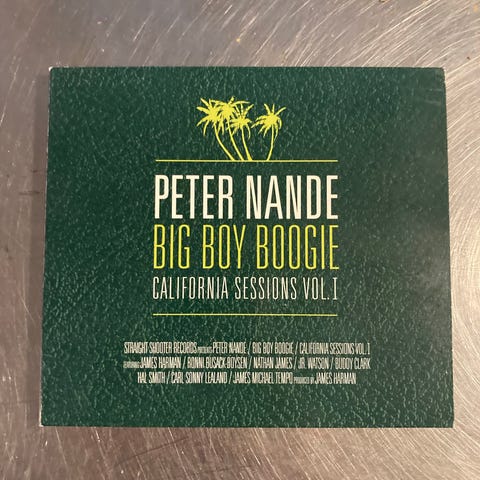 PETER NANDE
BIG BOY BOOGIE
CALIFORNIA SESSIONS VOL.I
STRAIGHT SHOOTER RECORDS PRESENTS PETER NANDE / BIG BOY BOOGIE / CALIFORNIA SESSIONS VOL.1
FEATURING JAMES HARMAN / RONNI BUSACK-BOYSEN / NATHAN JAMES / JR. WATSON / BUDDY CLARK
HAL SMITH / CARL SONNY LEALAND / JAMES MICHAEL TEMPO PRODUCED BY JAMES HARMAN